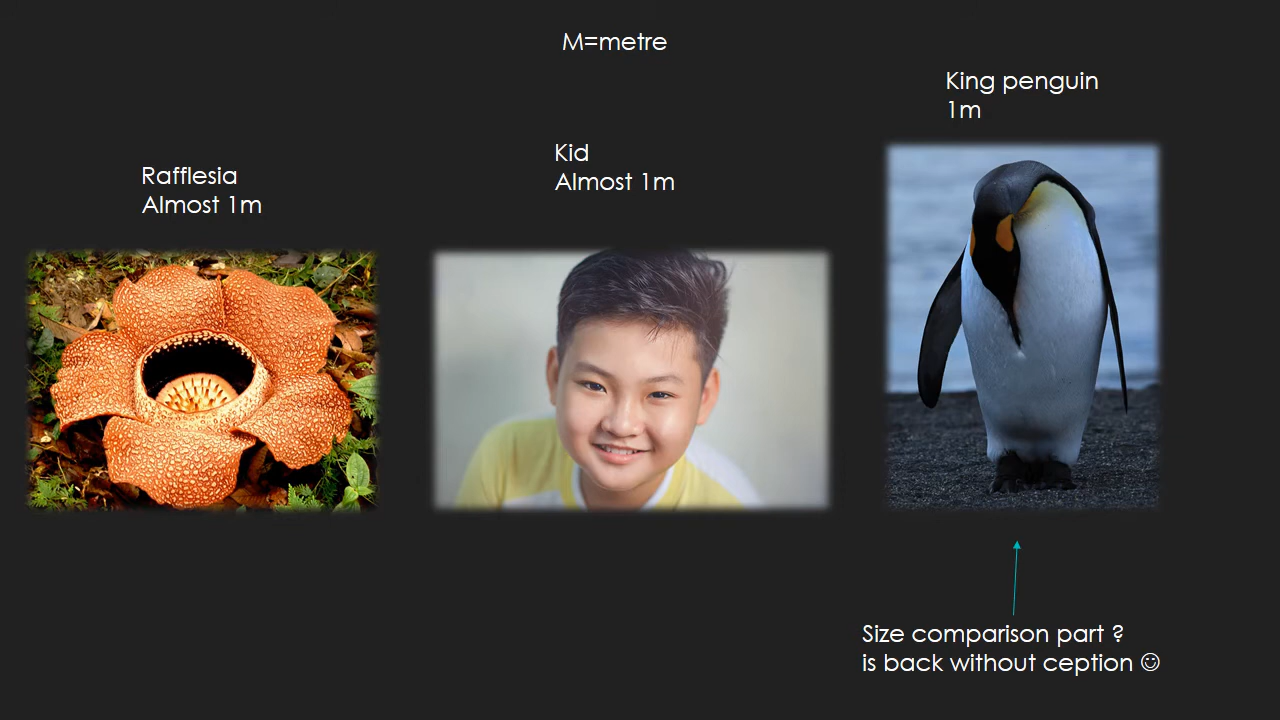 M=metre
King penguin
1m
Kid
Almost 1m
Rafflesia
Almost 1m
Size comparison part ?
is back without ception ☺